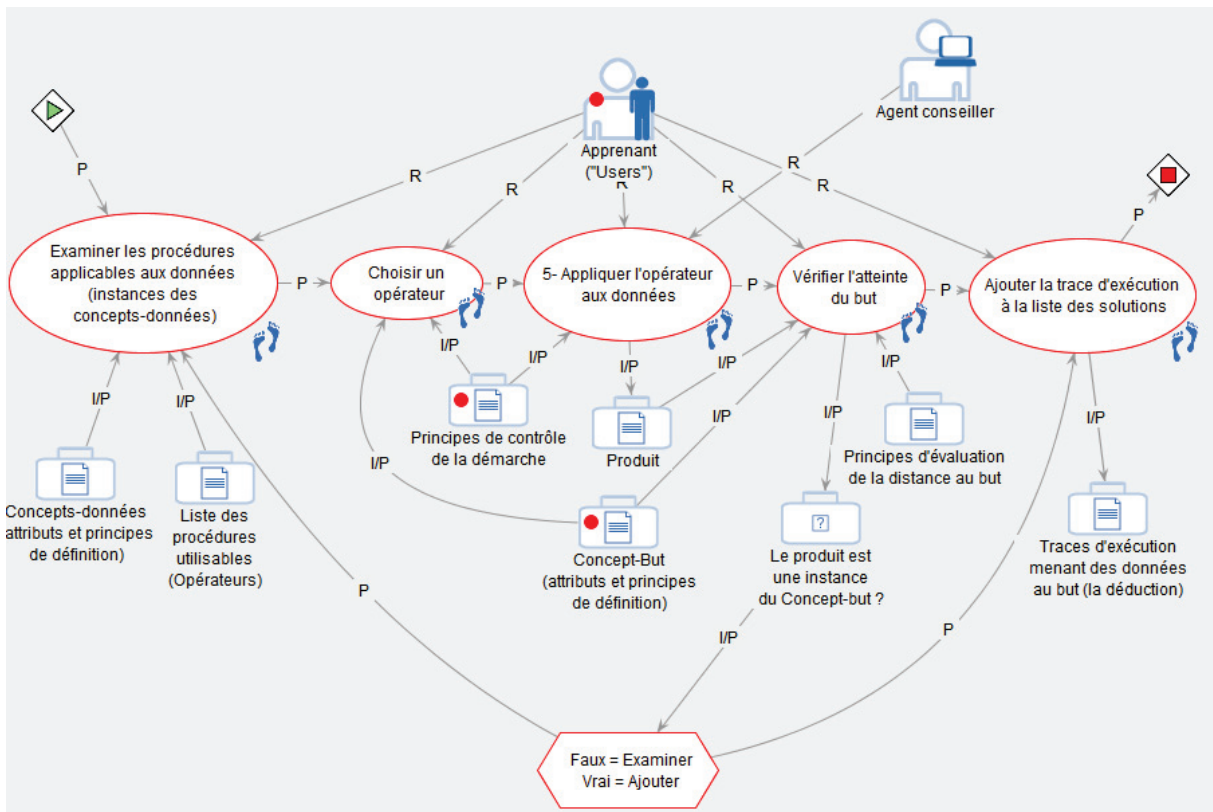 Agent conseiller
Apprenant
("Users")
P
R
R
R
R
R
R
P
Examiner les procédures
applicables aux données
(instances des
concepts-données)
P
Choisir un
opérateur
P
5- Appliquer l'opérateur
aux données
P
Vérifier l'atteinte
du but
P
Ajouter la trace d'exécution
à la liste des solutions
I/P
I/P
I/P
I/P
I/P
I/P
I/P
I/P
I/P
I/P
I/P
Concepts-données
(attributs et principes
de définition)
Liste des
procédures
utilisables
(Opérateurs)
Principes de contrôle
de la démarche
Produit
Principes d'évaluation
de la distance au but
Concept-But
(attributs et principes
de définition)
?
Le produit est
une instance
du Concept-but ?
Traces d'exécution
menant des données
au but (la déduction)
P
I/P
P
Faux = Examiner
Vrai = Ajouter